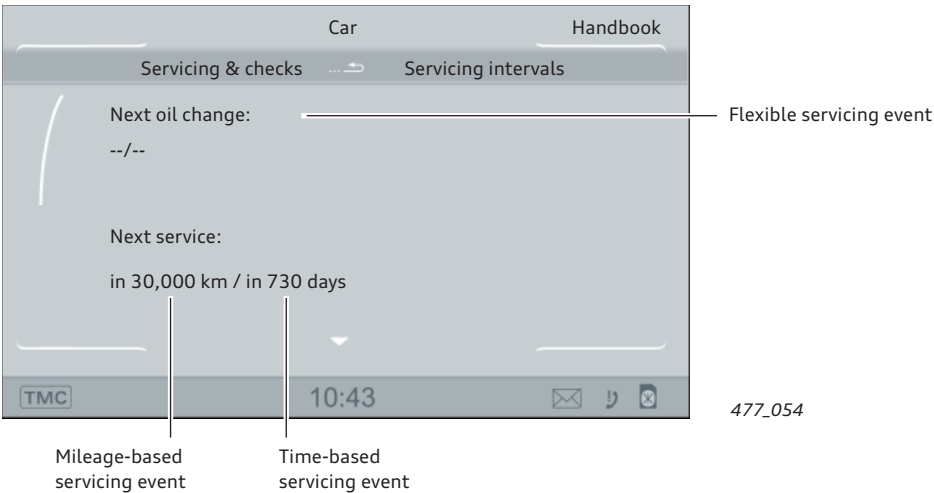 Car Handbook
Servicing & checks ... Servicing intervals
Next oil change:
Flexible servicing event
--/--
Next service:
in 30,000 km / in 730 days
TMC 10:43
477_054
Mileage-based
servicing event
Time-based
servicing event